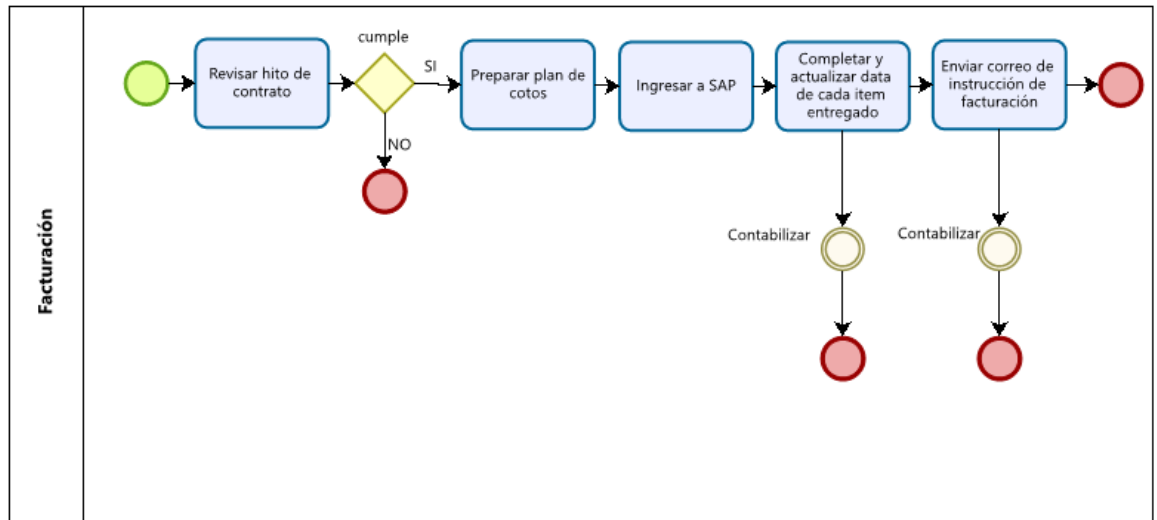 Facturación
Revisar hito de
contrato
cumple
SI
NO
Preparar plan de
cotos
Ingresar a SAP
Completar y
actualizar data
de cada item
entregado
Enviar correo de
instrucción de
facturación
Contabilizar
Contabilizar